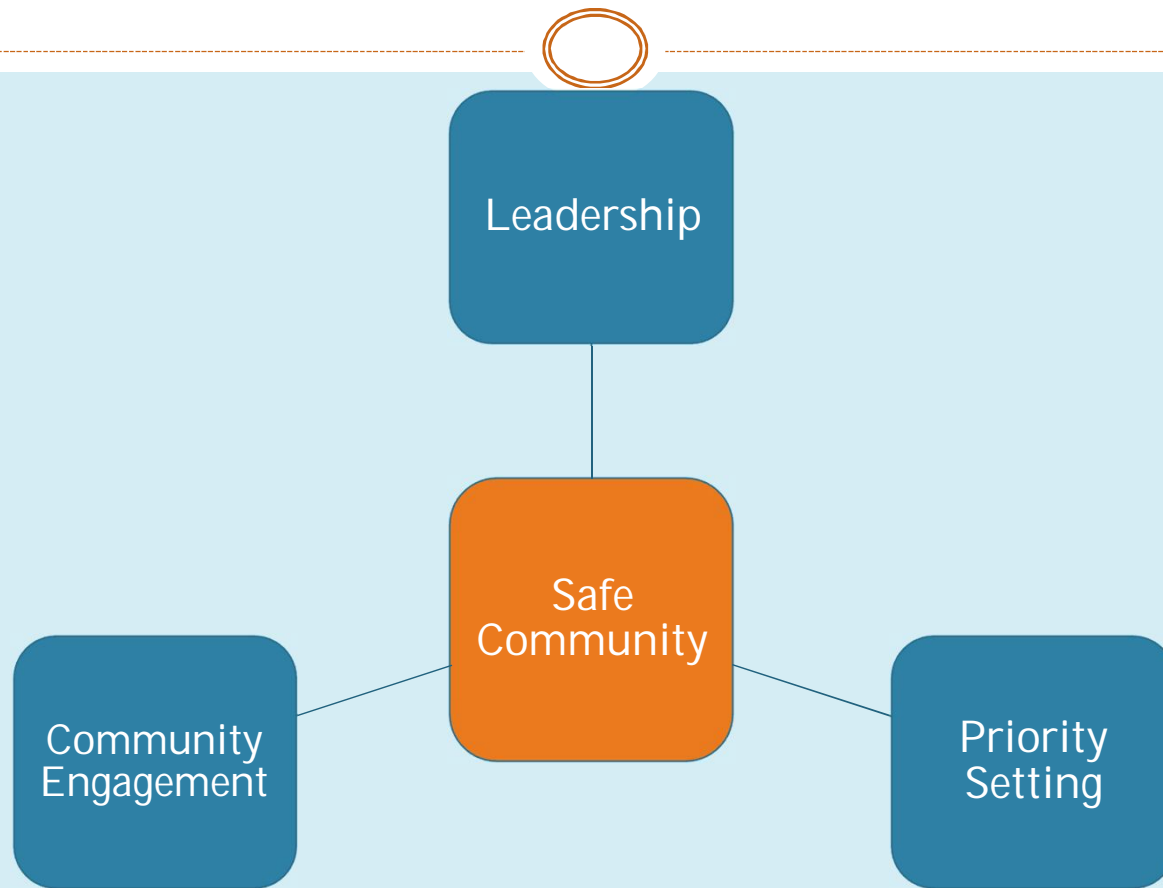 Leadership
Safe
Community
Community
Engagement
Priority
Setting